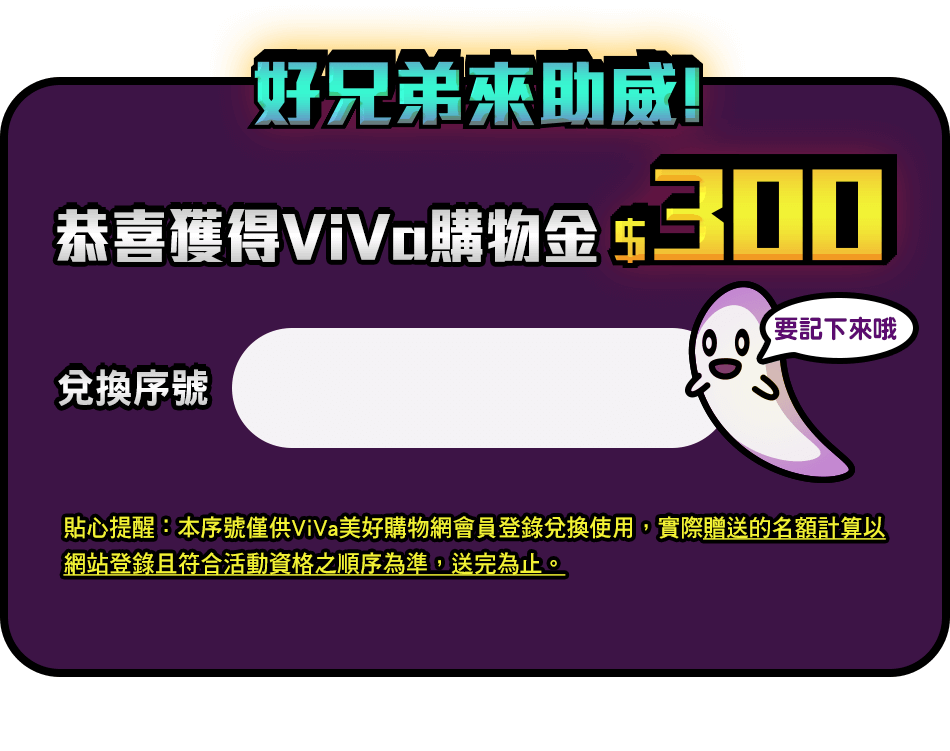 好兄弟來助威!
恭喜獲得ViVa購物金 $300
要記下來哦
兌換序號
貼心提醒：本序號僅供ViVa美好購物網會員登錄兌換使用，實際贈送的名額計算以
網站登錄且符合活動資格之順序為準，送完為止。